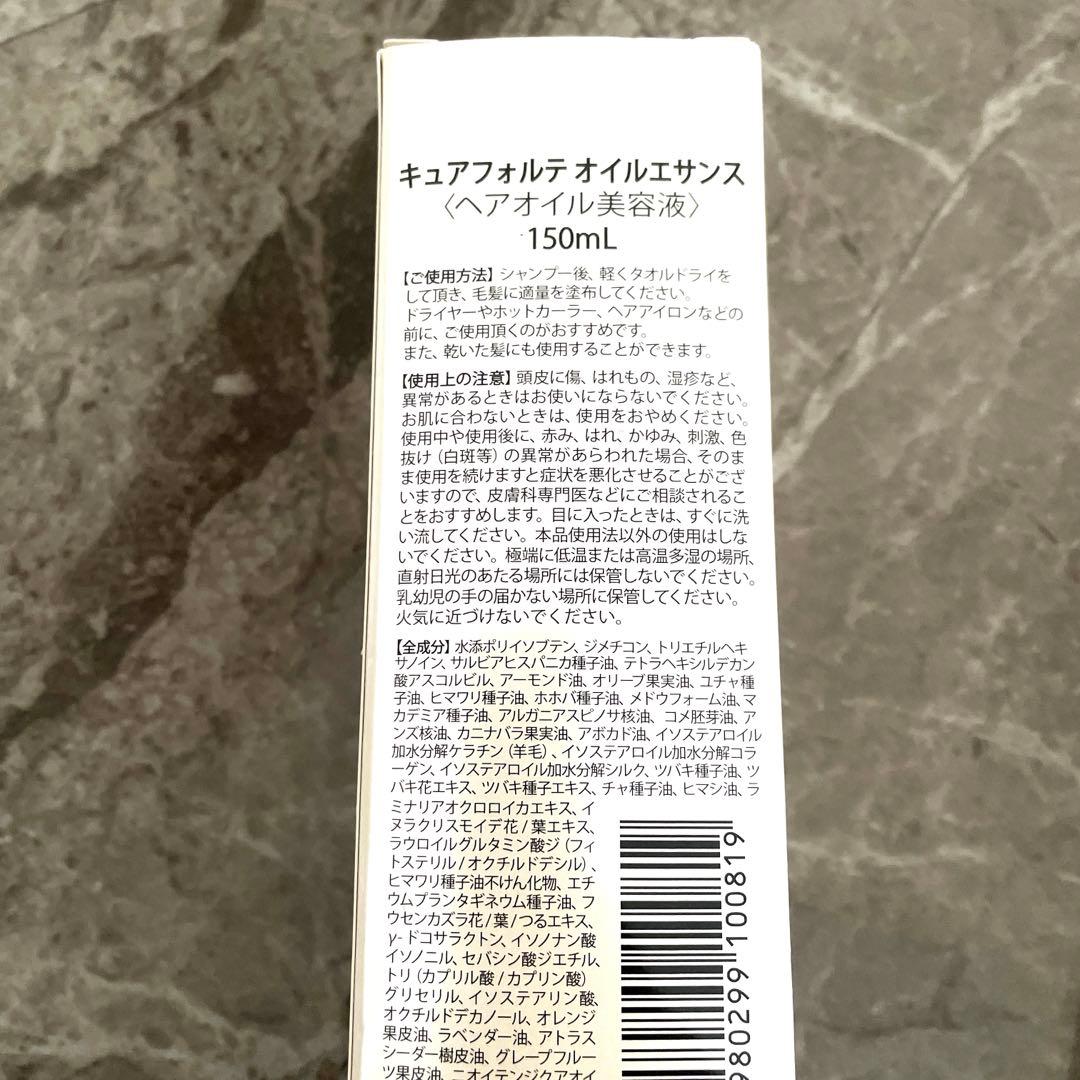 キュアフォルテ オイルエサンス
〈ヘアオイル美容液〉
150mL
【ご使用方法】シャンプー後、軽くタオルドライを
して頂き、毛髪に適量を塗布してください。
ドライヤーやホットカーラー、ヘアアイロンなどの
前に、ご使用頂くのがおすすめです。
また、乾いた髪にも使用することができます。
【使用上の注意】頭皮に傷、はれもの、湿疹など、
異常があるときはお使いにならないでください。
お肌に合わないときは、使用をおやめください。
使用中や使用後に、赤み、はれ、かゆみ、刺激、色
抜け（白斑等）の異常があらわれた場合、そのま
ま使用を続けますと症状を悪化させることがござ
いますので、皮膚科専門医などにご相談されるこ
とをおすすめします。目に入ったときは、すぐに洗
い流してください。本品使用法以外の使用はしな
いでください。極端に低温または高温多湿の場所、
直射日光のあたる場所には保管しないでください。
乳幼児の手の届かない場所に保管してください。
火気に近づけないでください。
【全成分】水添ポリイソブテン、ジメチコン、トリエチルヘキ
サノイン、サルビアヒスパニカ種子油、テトラヘキシルデカン
酸アスコルビル、アーモンド油、オリーブ果実油、ユチャ種
子油、ヒマワリ種子油、ホホバ種子油、メドウフォーム油、マ
カデミア種子油、アルガニアスピノサ核油、コメ胚芽油、ア
ンズ核油、カニナバラ果実油、アボカド油、イソステアロイル
加水分解ケラチン（羊毛）、イソステアロイル加水分解コラ
ーゲン、イソステアロイル加水分解シルク、ツバキ種子油、ツ
バキ花エキス、ツバキ種子エキス、チャ種子油、ヒマシ油、ラ
ミナリアオクロロイカエキス、イ
ヌラクリスモイデ花/葉エキス、
ラウロイルグルタミン酸ジ（フィ
トステリル/オクチルドデシル）、
ヒマワリ種子油不けん化物、エチ
ウムプランタギネウム種子油、フ
ウセンカズラ花/葉/つるエキス、
γ-ドコサラクトン、イソノナン酸
イソノニル、セバシン酸ジエチル、
トリ（カプリル酸/カプリン酸）
グリセリル、イソステアリン酸、
オクチルドデカノール、オレンジ
果皮油、ラベンダー油、アトラス
シーダー樹皮油、グレープフルー
ツ果皮油、ニオイテンジクアオイ
980299100819